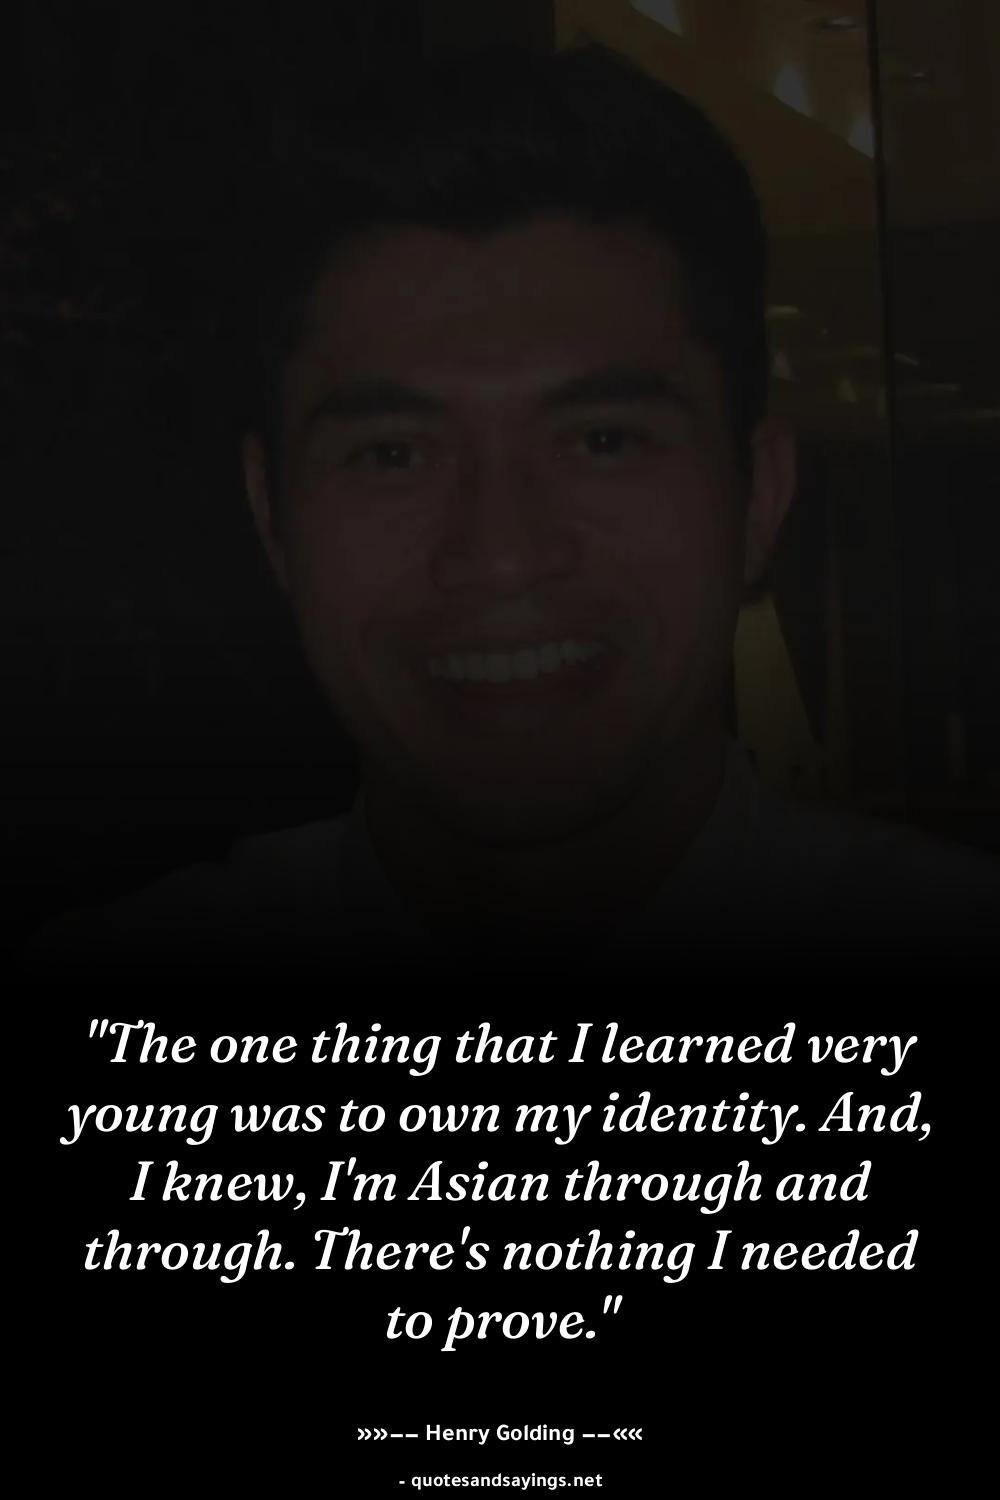 "The one thing that I learned very
young was to own my identity. And,
I knew, I'm Asian through and
through. There's nothing I needed
to prove."
»»–– Henry Golding ––««
- quotesandsayings.net